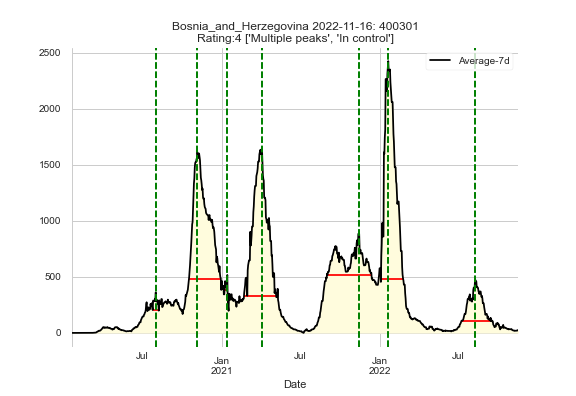 Bosnia_and_Herzegovina 2022-11-16: 400301
Rating:4 ['Multiple peaks', 'In control']
Average-7d
2500
2000
1500
1000
500
0
Jul
Jan
2021
Jul
Jan
2022
Jul
Date